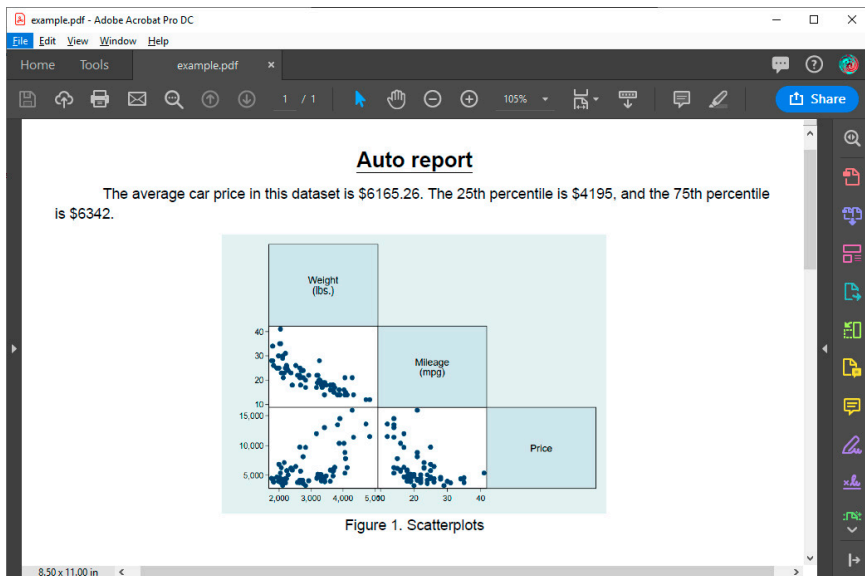 example.pdf - Adobe Acrobat Pro DC
File Edit View Window Help
Home Tools example.pdf ×
1 / 1 105% Share
Auto report
The average car price in this dataset is $6165.26. The 25th percentile is $4195, and the 75th percentile
is $6342.
Weight
(lbs.)
40
30
20
10
Mileage
(mpg)
15,000
10,000
5,000
Price
2,000 3,000 4,000 20 30 40
Figure 1. Scatterplots
8.50 x 11.00 in